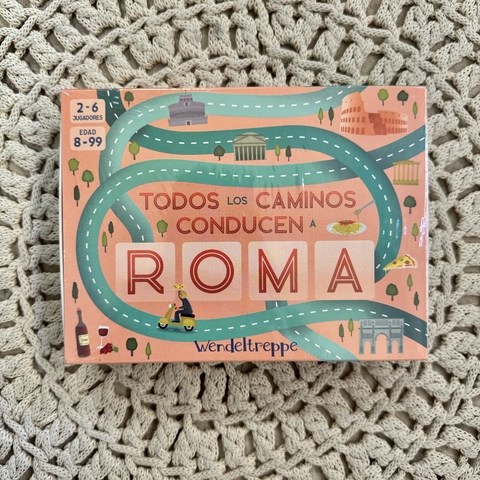 2-6
JUGADORES
EDAD
8-99
TODOS LOS CAMINOS
CONDUCEN A
ROMA
Wendeltreppe